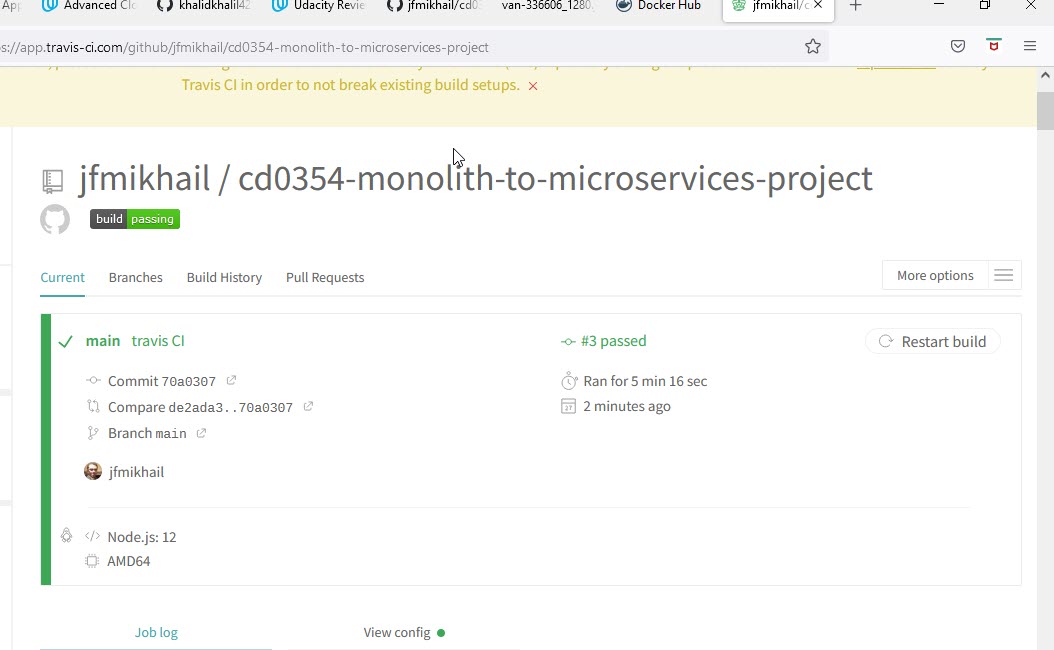 Advanced Clo
khalidkhalil42
Udacity Revie
jfmikhail/cd03
van-336606_1280.
Docker Hub
jfmikhail/c
s://app.travis-ci.com/github/jfmikhail/cd0354-monolith-to-microservices-project
Travis CI in order to not break existing build setups.
jfmikhail / cd0354-monolith-to-microservices-project
build passing
Current Branches Build History Pull Requests
More options
main travis CI
#3 passed
Restart build
Commit 70a0307
Ran for 5 min 16 sec
Compare de2ada3..70a0307
27
2 minutes ago
Branch main
jfmikhail
</> Node.js: 12
AMD64
Job log
View config